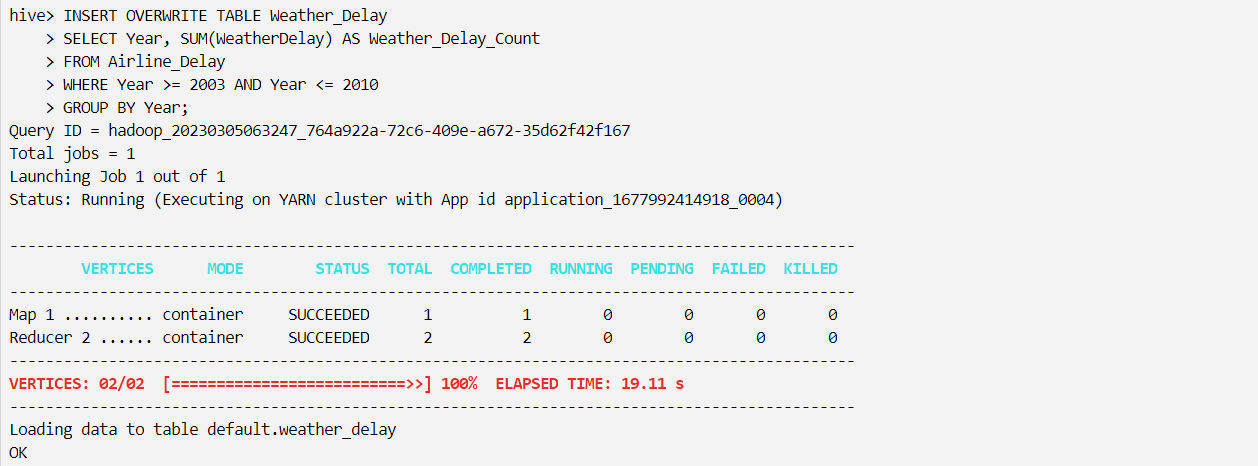 hive> INSERT OVERWRITE TABLE Weather_Delay
    > SELECT Year, SUM(WeatherDelay) AS Weather_Delay_Count
    > FROM Airline_Delay
    > WHERE Year >= 2003 AND Year <= 2010
    > GROUP BY Year;
Query ID = hadoop_20230305063247_764a922a-72c6-409e-a672-35d62f42f167
Total jobs = 1
Launching Job 1 out of 1
Status: Running (Executing on YARN cluster with App id application_1677992414918_0004)

----------------------------------------------------------------------------------------------
        VERTICES      MODE        STATUS  TOTAL  COMPLETED  RUNNING  PENDING  FAILED  KILLED
----------------------------------------------------------------------------------------------
Map 1 .......... container     SUCCEEDED      1          1        0        0       0       0
Reducer 2 ...... container     SUCCEEDED      2          2        0        0       0       0
----------------------------------------------------------------------------------------------
VERTICES: 02/02  [==========================>>] 100%  ELAPSED TIME: 19.11 s
----------------------------------------------------------------------------------------------
Loading data to table default.weather_delay
OK